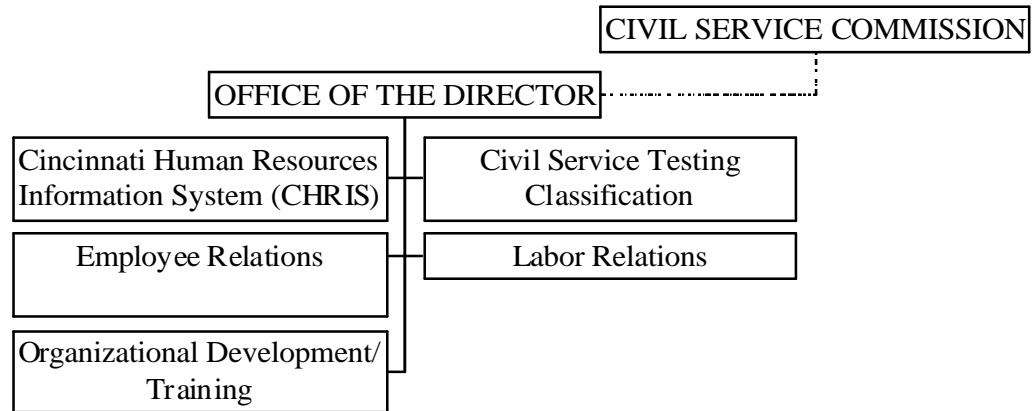 CIVIL SERVICE COMMISSION
OFFICE OF THE DIRECTOR
Cincinnati Human Resources
Information System (CHRIS)
Civil Service Testing
Classification
Employee Relations
Labor Relations
Organizational Development/
Training